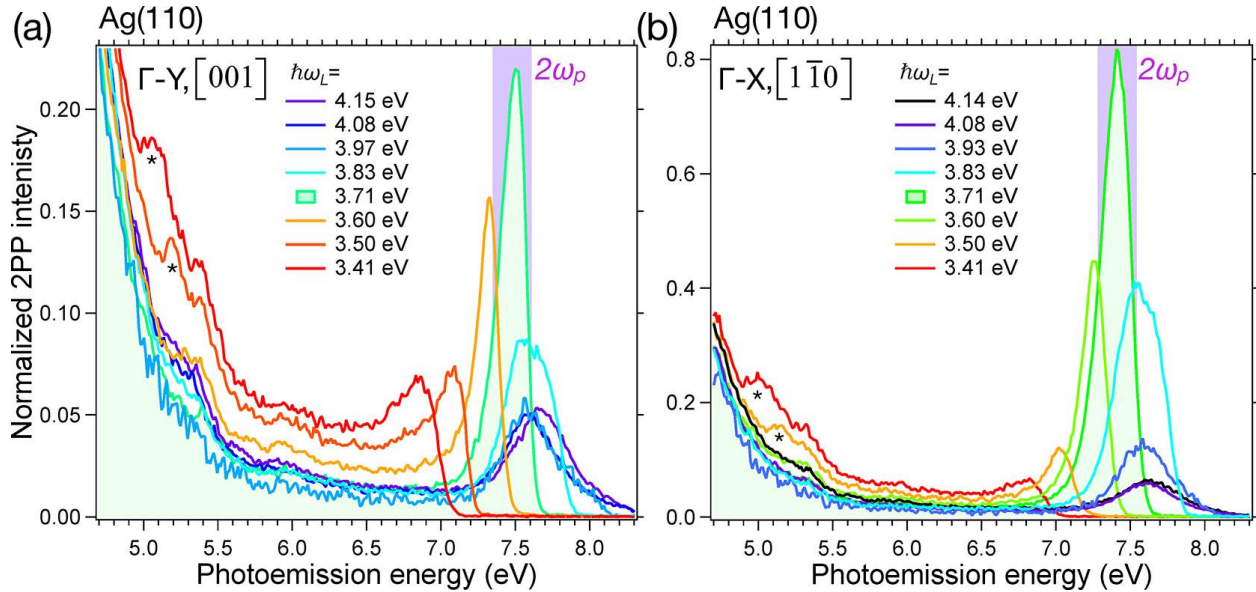 (a)
Ag(110)
Γ-Y,[001]
ħω_L=
4.15 eV
4.08 eV
3.97 eV
3.83 eV
3.71 eV
3.60 eV
3.50 eV
3.41 eV
2ω_p
*
*
Normalized 2PP intenisty
0.20
0.15
0.10
0.05
0.00
5.0 5.5 6.0 6.5 7.0 7.5 8.0
Photoemission energy (eV)
(b)
Ag(110)
Γ-X,[11̅0]
ħω_L=
4.14 eV
4.08 eV
3.93 eV
3.83 eV
3.71 eV
3.60 eV
3.50 eV
3.41 eV
2ω_p
*
*
0.8
0.6
0.4
0.2
0.0
5.0 5.5 6.0 6.5 7.0 7.5 8.0
Photoemission energy (eV)